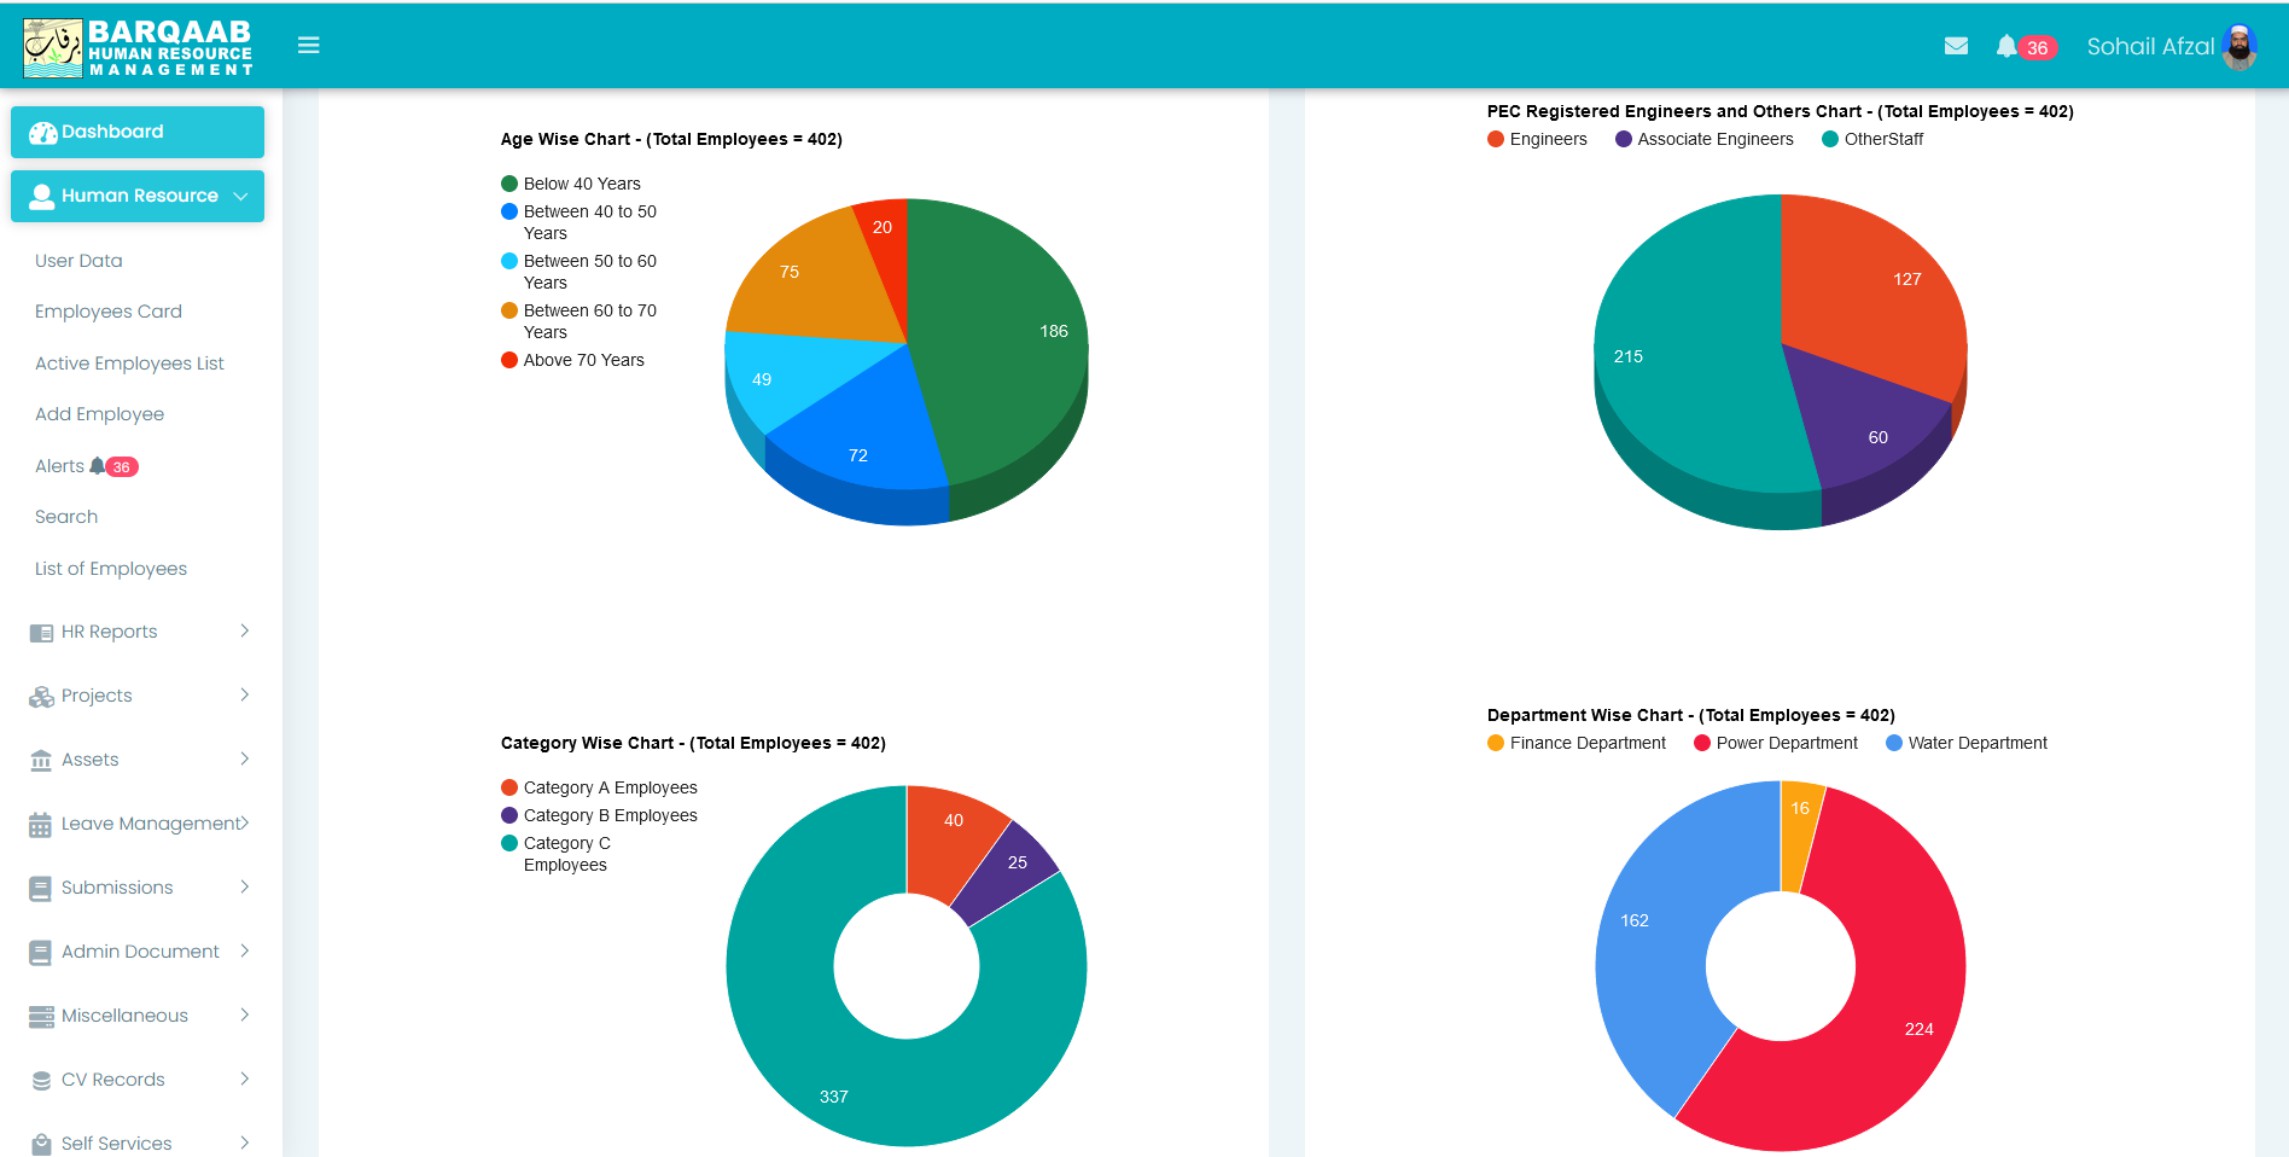 برقاب
BARQAAB
HUMAN RESOURCE
MANAGEMENT
36
Sohail Afzal
Dashboard
Human Resource
User Data
Employees Card
Active Employees List
Add Employee
Alerts 36
Search
List of Employees
HR Reports
Projects
Assets
Leave Management
Submissions
Admin Document
Miscellaneous
CV Records
Self Services
Age Wise Chart - (Total Employees = 402)
Below 40 Years
Between 40 to 50
Years
Between 50 to 60
Years
Between 60 to 70
Years
Above 70 Years
20
75
186
49
72
PEC Registered Engineers and Others Chart - (Total Employees = 402)
Engineers Associate Engineers OtherStaff
127
215
60
Category Wise Chart - (Total Employees = 402)
Category A Employees
Category B Employees
Category C
Employees
40
25
337
Department Wise Chart - (Total Employees = 402)
Finance Department Power Department Water Department
16
162
224